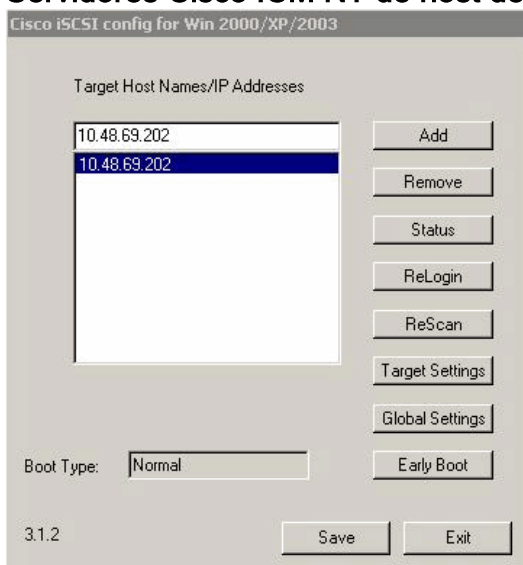 Cisco iSCSI config for Win 2000/XP/2003
Target Host Names/IP Addresses
10.48.69.202
10.48.69.202
Add
Remove
Status
ReLogin
ReScan
Target Settings
Global Settings
Boot Type: Normal
Early Boot
3.1.2
Save
Exit